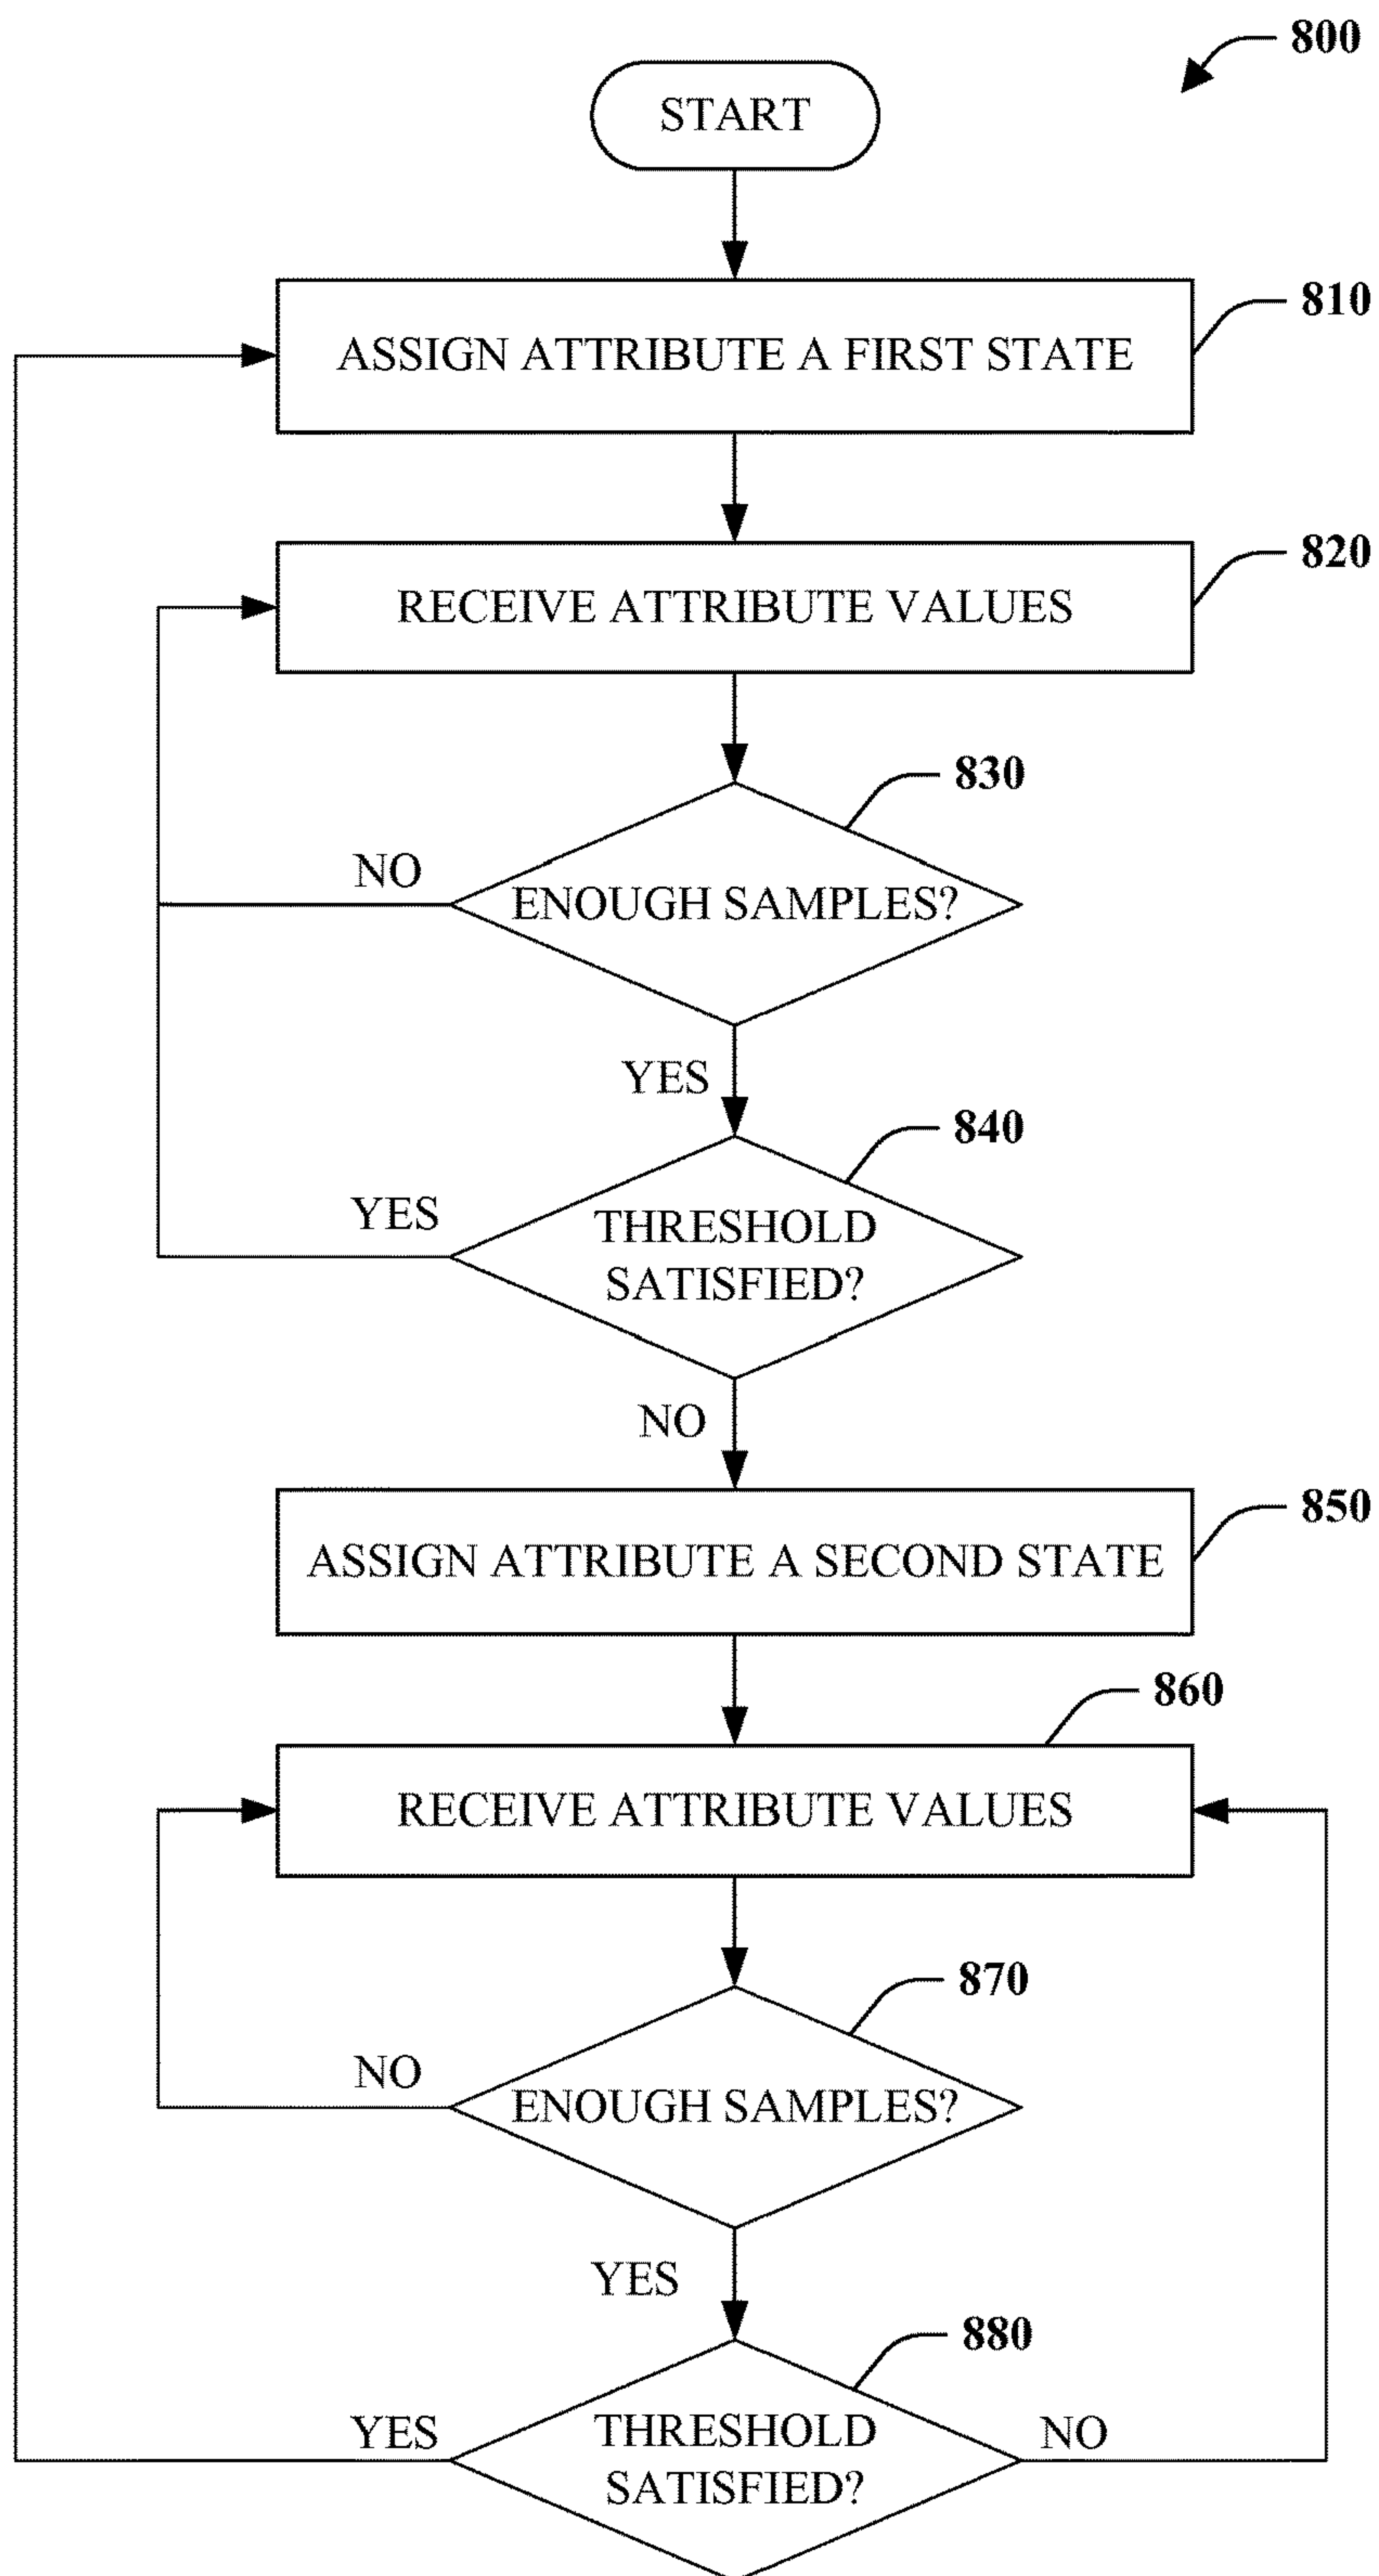 800
START
810
ASSIGN ATTRIBUTE A FIRST STATE
820
RECEIVE ATTRIBUTE VALUES
830
NO
ENOUGH SAMPLES?
YES
840
YES
THRESHOLD
SATISFIED?
NO
850
ASSIGN ATTRIBUTE A SECOND STATE
860
RECEIVE ATTRIBUTE VALUES
870
NO
ENOUGH SAMPLES?
YES
880
YES
THRESHOLD
SATISFIED?
NO